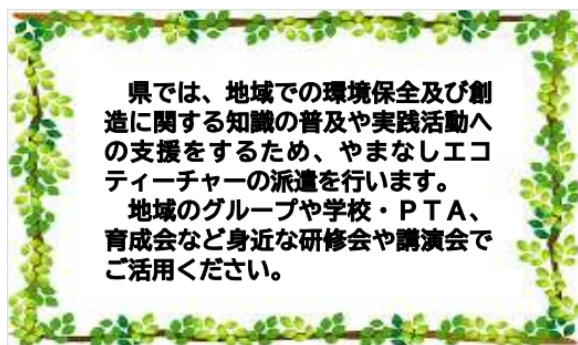 県では、地域での環境保全及び創
造に関する知識の普及や実践活動へ
の支援をするため、やまなしエコ
ティーチャーの派遣を行います。
　地域のグループや学校・ＰＴＡ、
育成会など身近な研修会や講演会で
ご活用ください。